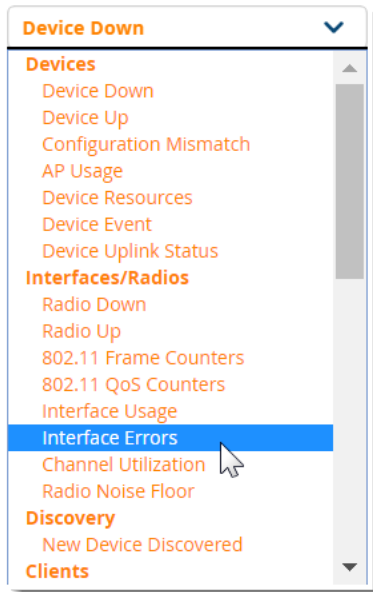 Device Down
Devices
Device Down
Device Up
Configuration Mismatch
AP Usage
Device Resources
Device Event
Device Uplink Status
Interfaces/Radios
Radio Down
Radio Up
802.11 Frame Counters
802.11 QoS Counters
Interface Usage
Interface Errors
Channel Utilization
Radio Noise Floor
Discovery
New Device Discovered
Clients